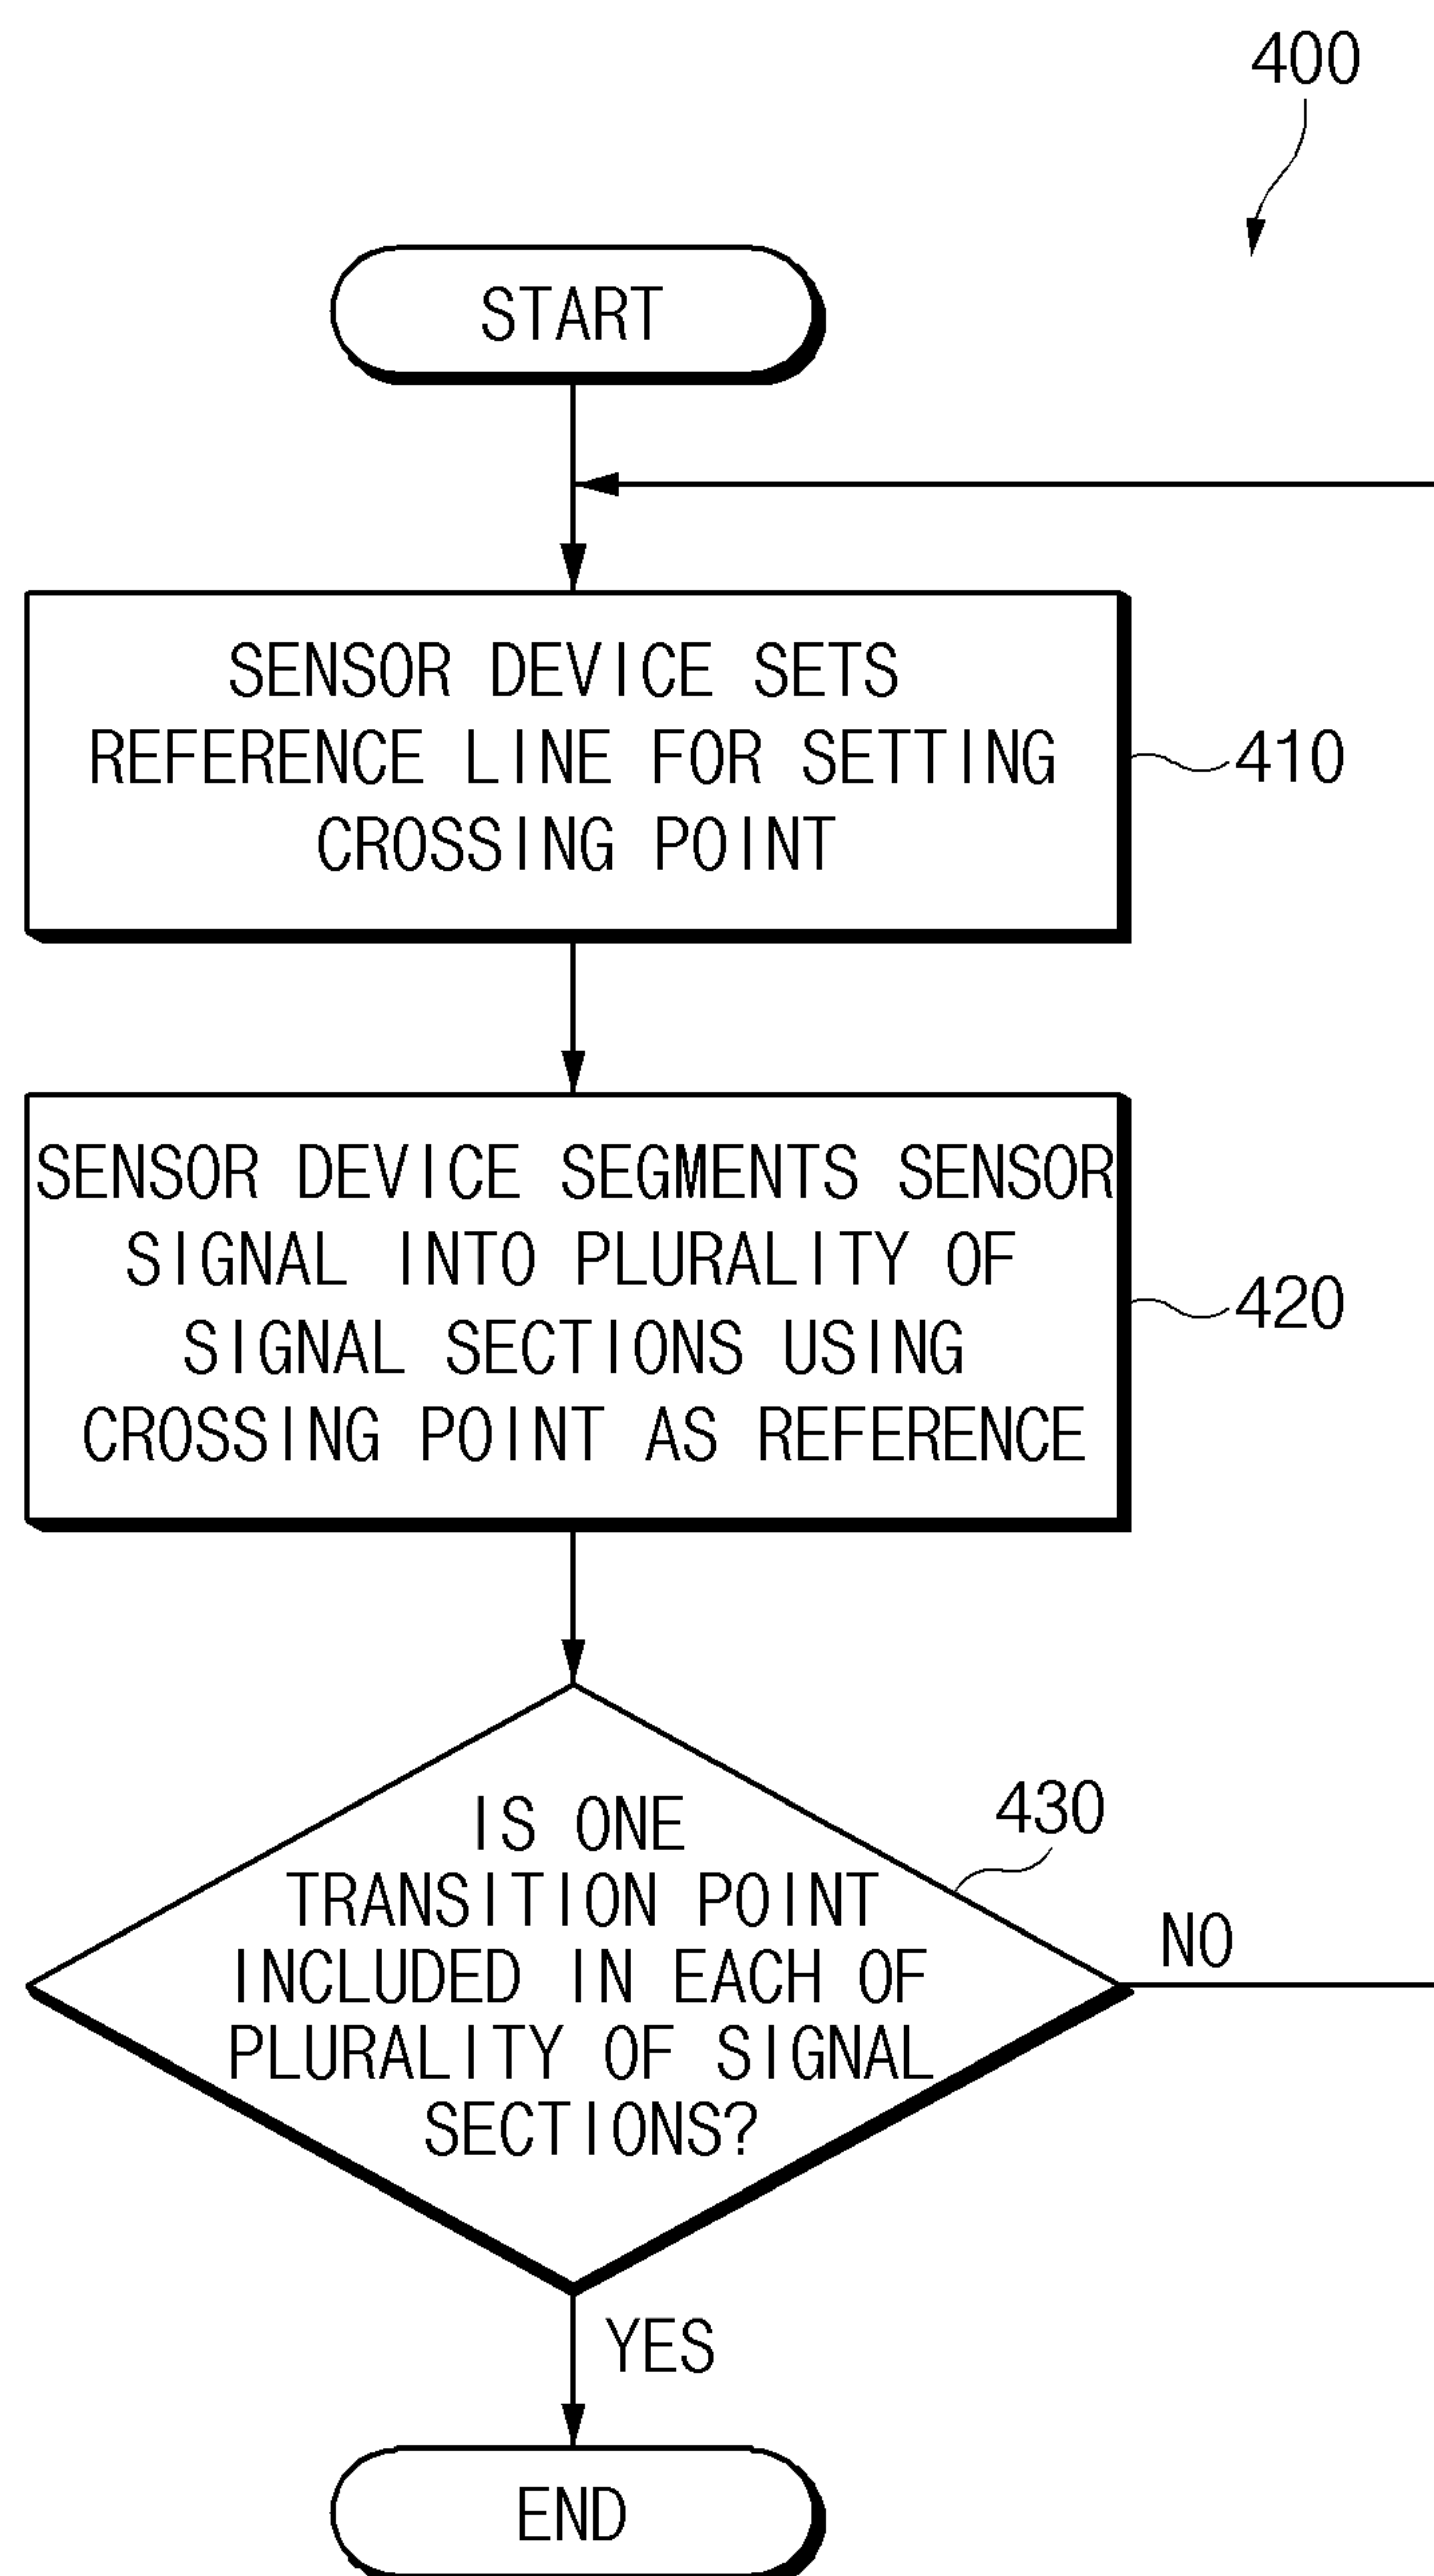 400
START
SENSOR DEVICE SETS
REFERENCE LINE FOR SETTING
CROSSING POINT
410
SENSOR DEVICE SEGMENTS SENSOR
SIGNAL INTO PLURALITY OF
SIGNAL SECTIONS USING
CROSSING POINT AS REFERENCE
420
IS ONE
TRANSITION POINT
INCLUDED IN EACH OF
PLURALITY OF SIGNAL
SECTIONS?
430
NO
YES
END